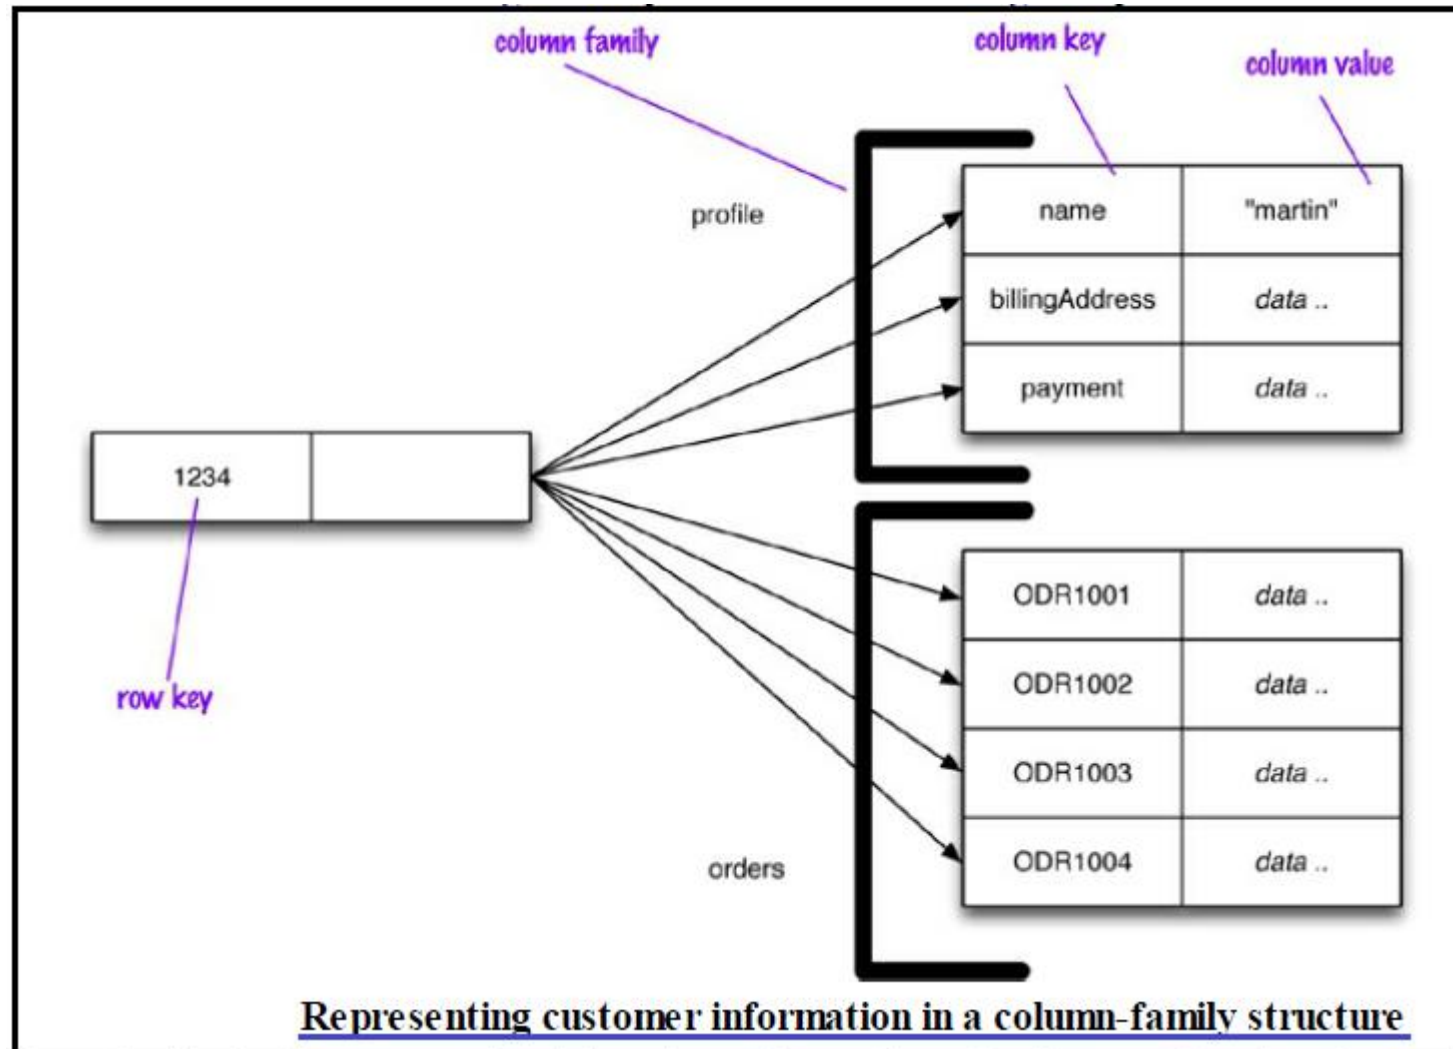 column family
column key
column value
profile
name "martin"
billingAddress data ..
payment data ..
1234
row key
ODR1001 data ..
ODR1002 data ..
ODR1003 data ..
ODR1004 data ..
orders
Representing customer information in a column-family structure